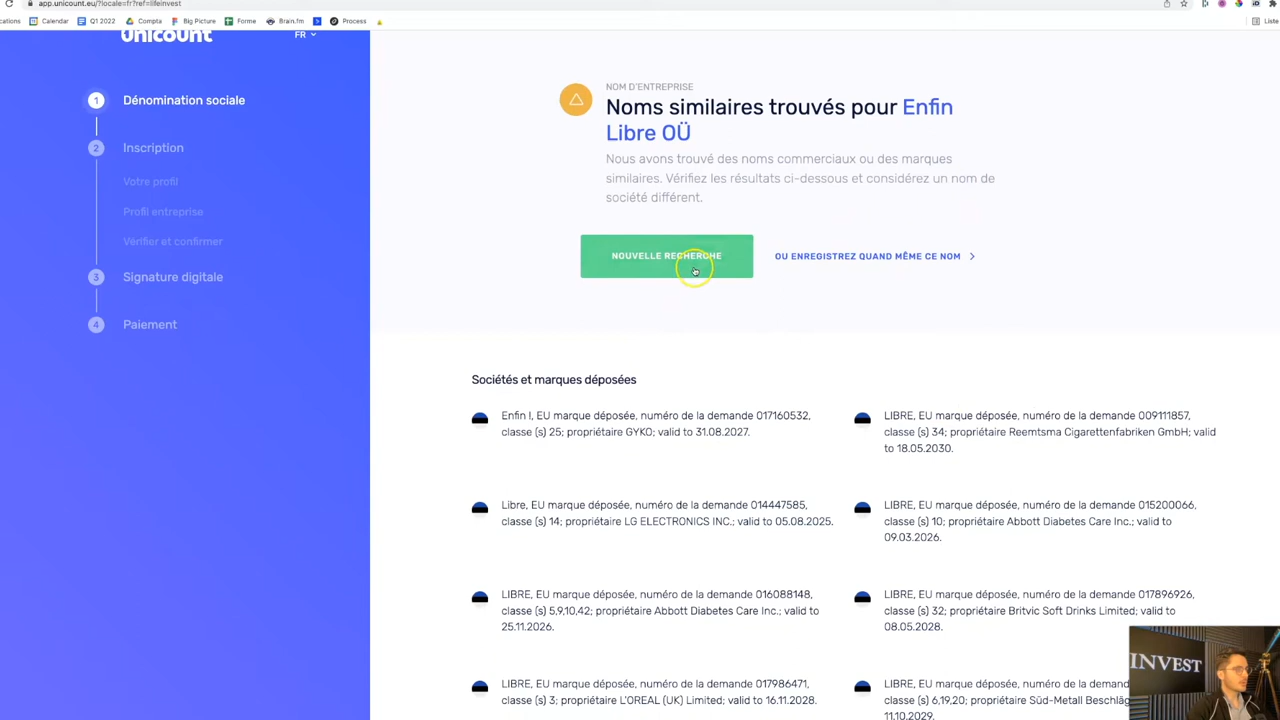 app.unicount.eu/?locale=fr?ref=lifeinvest
cations Calendar Q1 2022 Compta Big Picture Forme Brain.fm Process Liste
Unicount FR
1 Dénomination sociale
2 Inscription
Votre profil
Profil entreprise
Vérifier et confirmer
3 Signature digitale
4 Paiement
NOM D'ENTREPRISE
Noms similaires trouvés pour Enfin
Libre OÜ
Nous avons trouvé des noms commerciaux ou des marques
similaires. Vérifiez les résultats ci-dessous et considérez un nom de
société différent.
NOUVELLE RECHERCHE
OU ENREGISTREZ QUAND MÊME CE NOM
Sociétés et marques déposées
Enfin !, EU marque déposée, numéro de la demande 017160532,
classe (s) 25; propriétaire GYKO; valid to 31.08.2027.
LIBRE, EU marque déposée, numéro de la demande 009111857,
classe (s) 34; propriétaire Reemtsma Cigarettenfabriken GmbH; valid
to 18.05.2030.
Libre, EU marque déposée, numéro de la demande 014447585,
classe (s) 14; propriétaire LG ELECTRONICS INC.; valid to 05.08.2025.
LIBRE, EU marque déposée, numéro de la demande 015200066,
classe (s) 10; propriétaire Abbott Diabetes Care Inc.; valid to
09.03.2026.
LIBRE, EU marque déposée, numéro de la demande 016088148,
classe (s) 5,9,10,42; propriétaire Abbott Diabetes Care Inc.; valid to
25.11.2026.
LIBRE, EU marque déposée, numéro de la demande 017896926,
classe (s) 32; propriétaire Britvic Soft Drinks Limited; valid to
08.05.2028.
LIBRE, EU marque déposée, numéro de la demande 017986471,
classe (s) 3; propriétaire L'OREAL (UK) Limited; valid to 16.11.2028.
LIBRE, EU marque déposée, numéro de la demand
classe (s) 6,19,20; propriétaire Süd-Metall Beschläg
11.10.2029.
INVEST